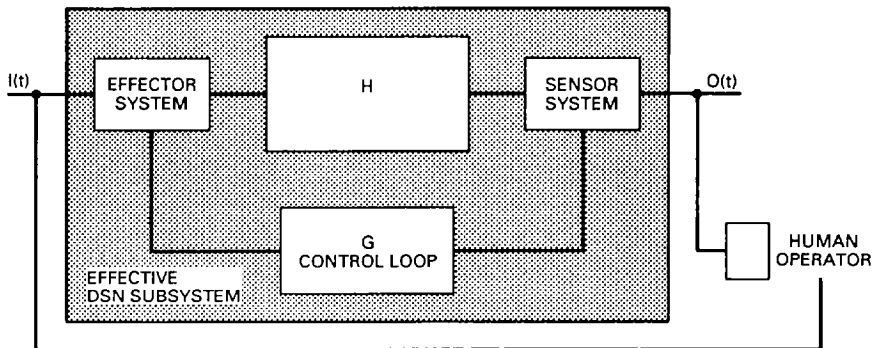 I(t)
EFFECTOR
SYSTEM
H
SENSOR
SYSTEM
O(t)
G
CONTROL LOOP
EFFECTIVE
DSN SUBSYSTEM
HUMAN
OPERATOR